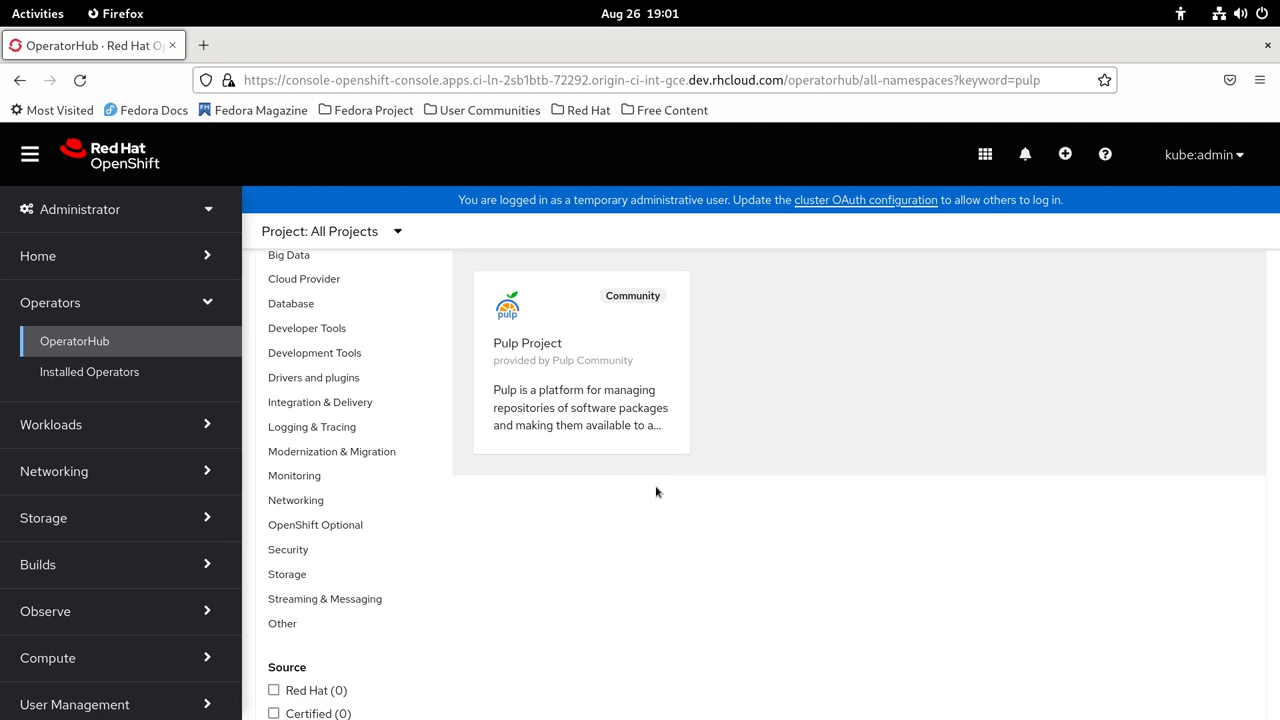 Activities
Firefox
Aug 26 19:01
OperatorHub · Red Hat Op
https://console-openshift-console.apps.ci-ln-2sb1btb-72292.origin-ci-int-gce.dev.rhcloud.com/operatorhub/all-namespaces?keyword=pulp
Most Visited
Fedora Docs
Fedora Magazine
Fedora Project
User Communities
Red Hat
Free Content
Red Hat
OpenShift
kube:admin
You are logged in as a temporary administrative user. Update the cluster OAuth configuration to allow others to log in.
Administrator
Home
Operators
OperatorHub
Installed Operators
Workloads
Networking
Storage
Builds
Observe
Compute
User Management
Project: All Projects
Big Data
Cloud Provider
Database
Developer Tools
Development Tools
Drivers and plugins
Integration & Delivery
Logging & Tracing
Modernization & Migration
Monitoring
Networking
OpenShift Optional
Security
Storage
Streaming & Messaging
Other
Source
Red Hat (0)
Certified (0)
pulp
Community
Pulp Project
provided by Pulp Community
Pulp is a platform for managing
repositories of software packages
and making them available to a...